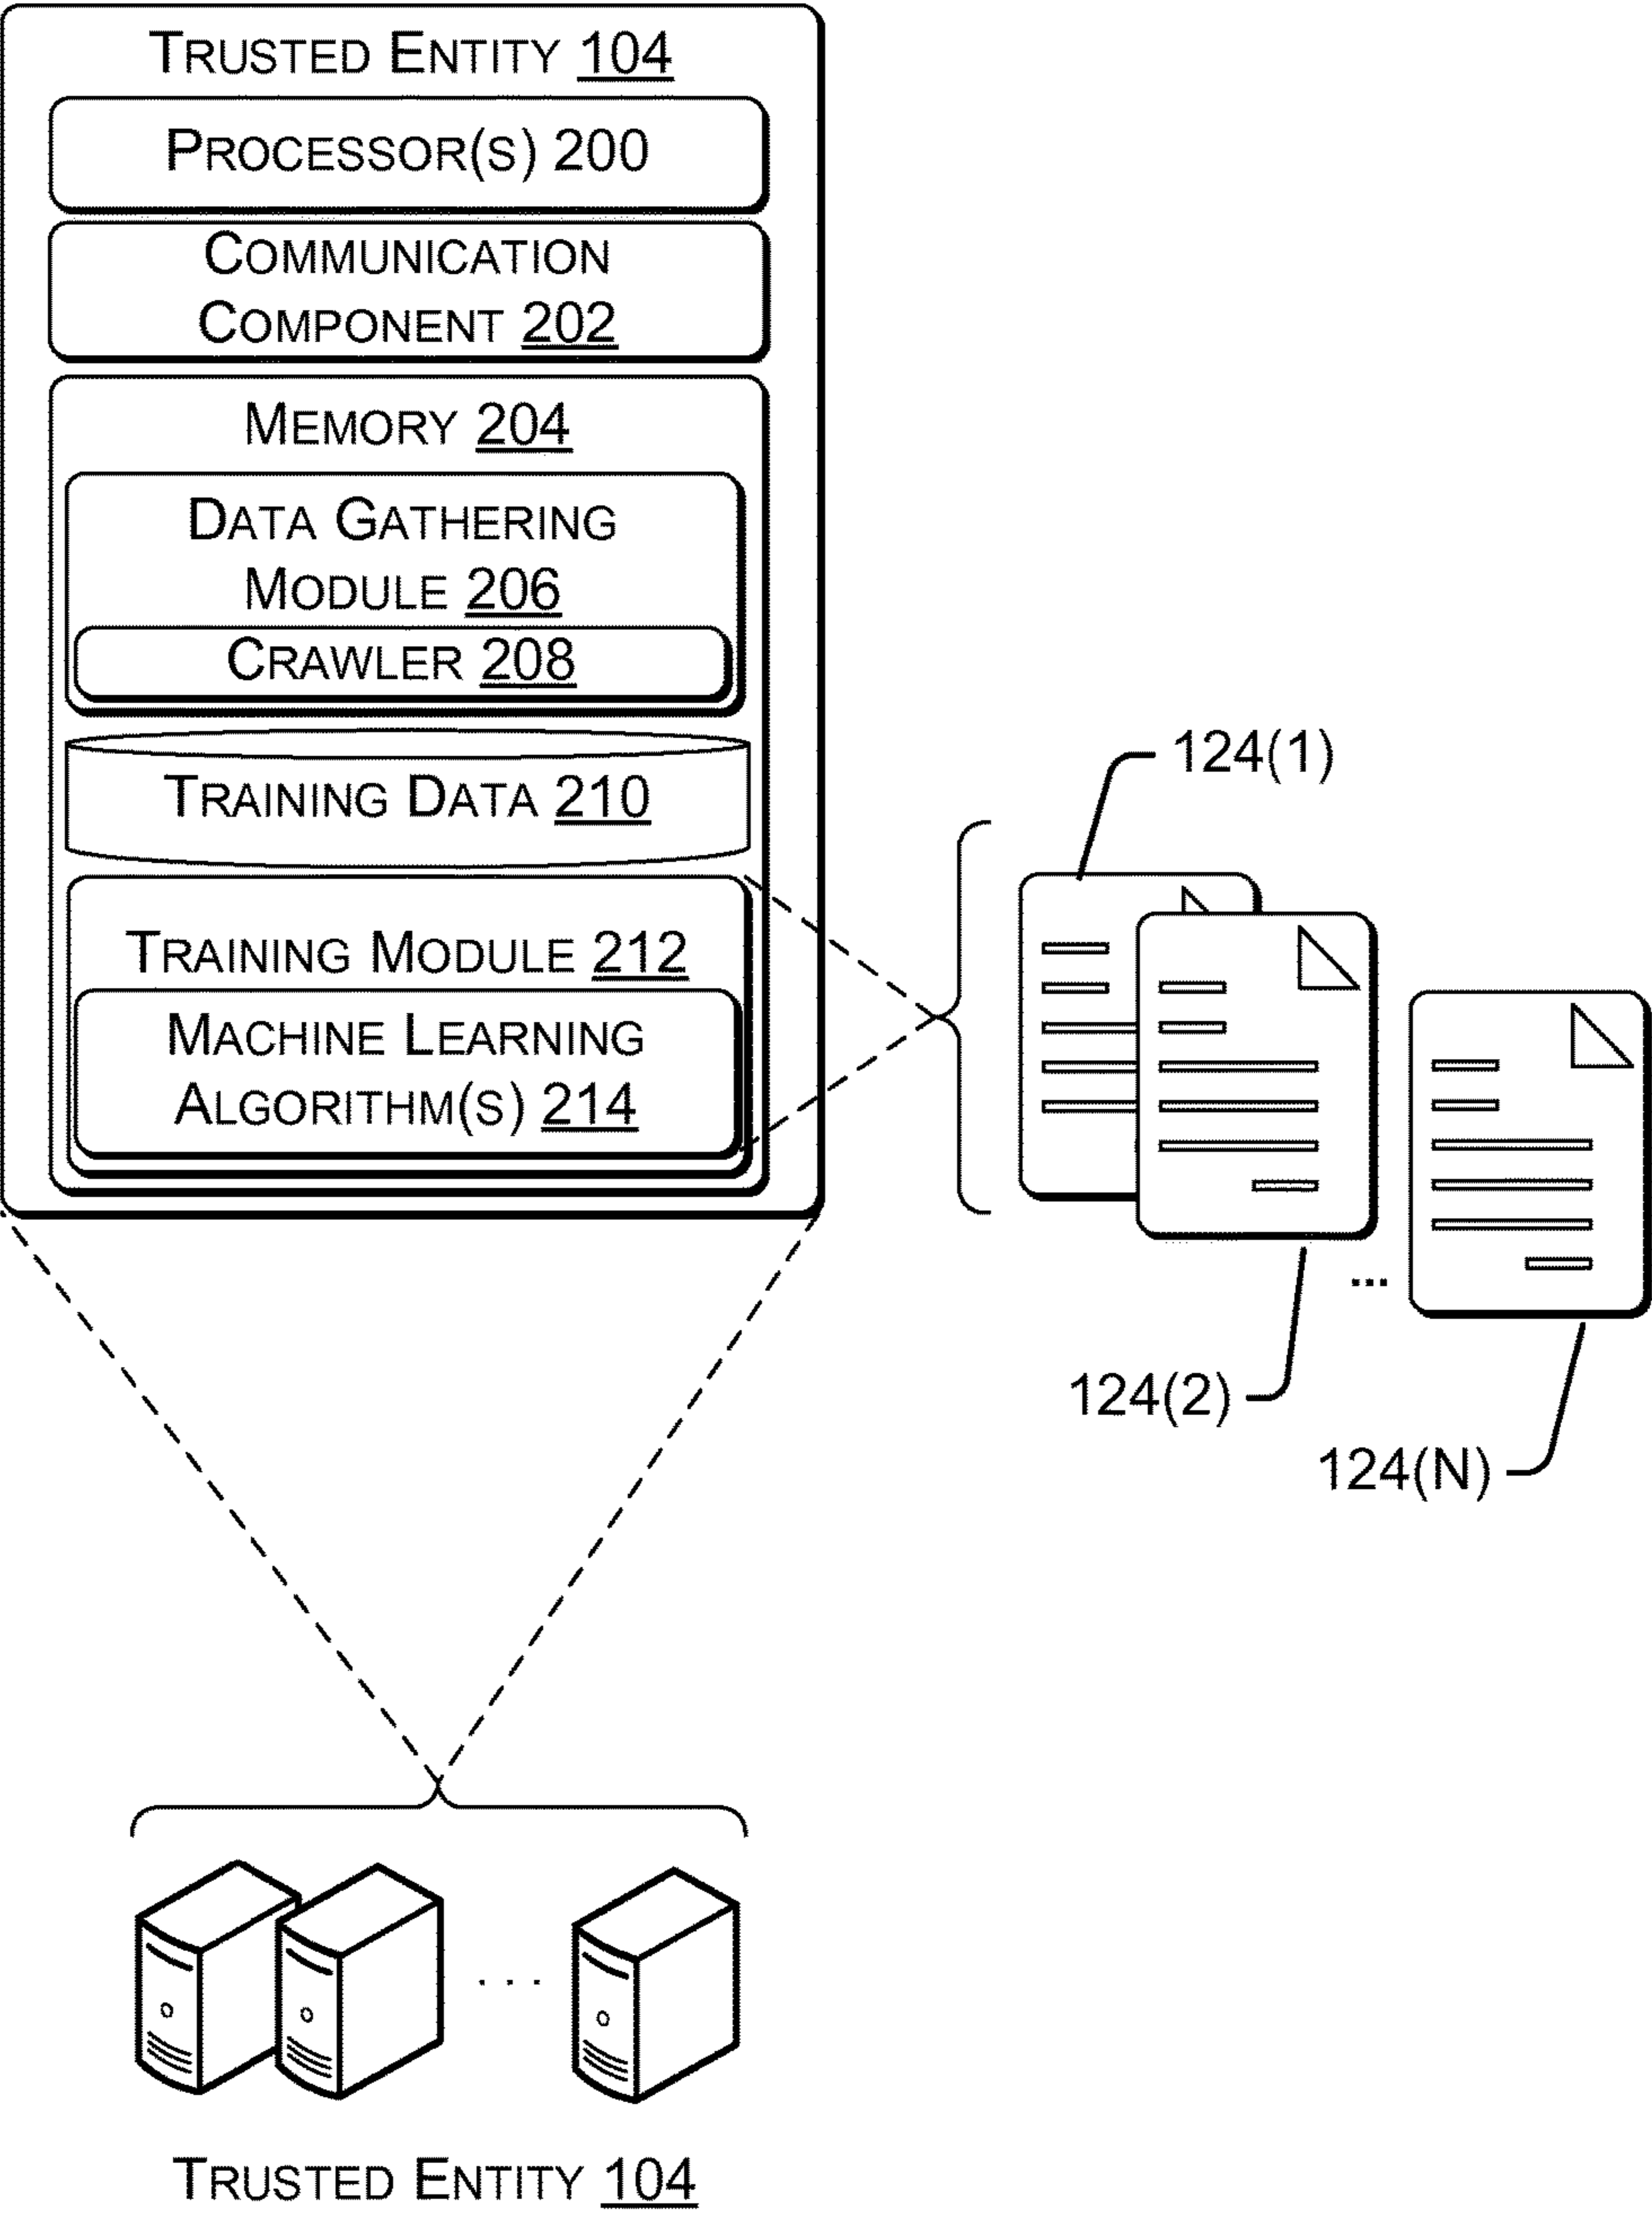 TRUSTED ENTITY 104
PROCESSOR(S) 200
COMMUNICATION
COMPONENT 202
MEMORY 204
DATA GATHERING
MODULE 206
CRAWLER 208
TRAINING DATA 210
TRAINING MODULE 212
MACHINE LEARNING
ALGORITHM(S) 214
124(1)
...
124(2)
124(N)
. . .
TRUSTED ENTITY 104